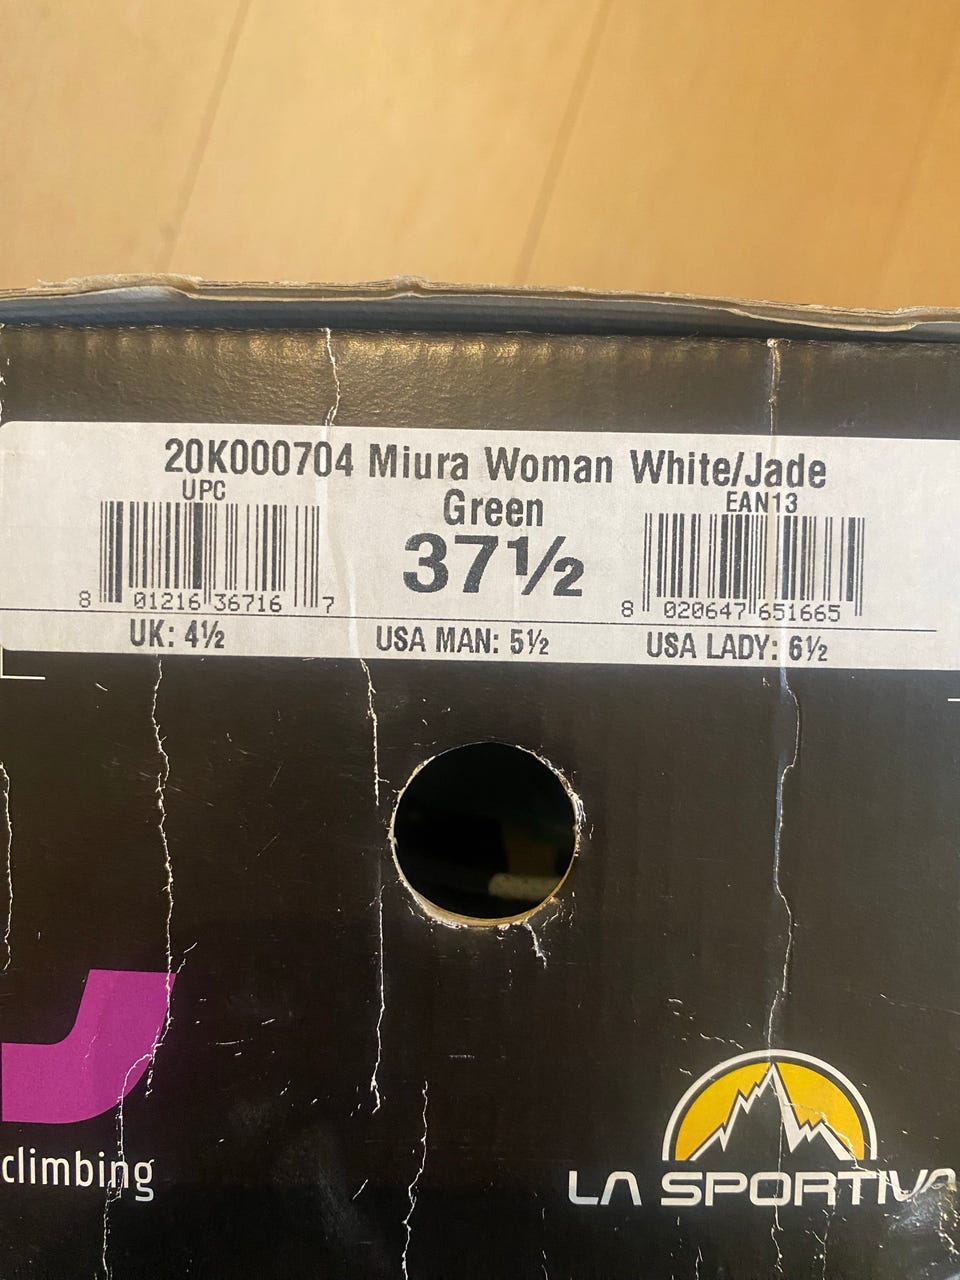 20K000704 Miura Woman White/Jade
Green
UPC
EAN13
37½
8 01216 36716 7
8 020647 651665
UK: 4½
USA MAN: 5½
USA LADY: 6½
climbing
LA SPORTIVA